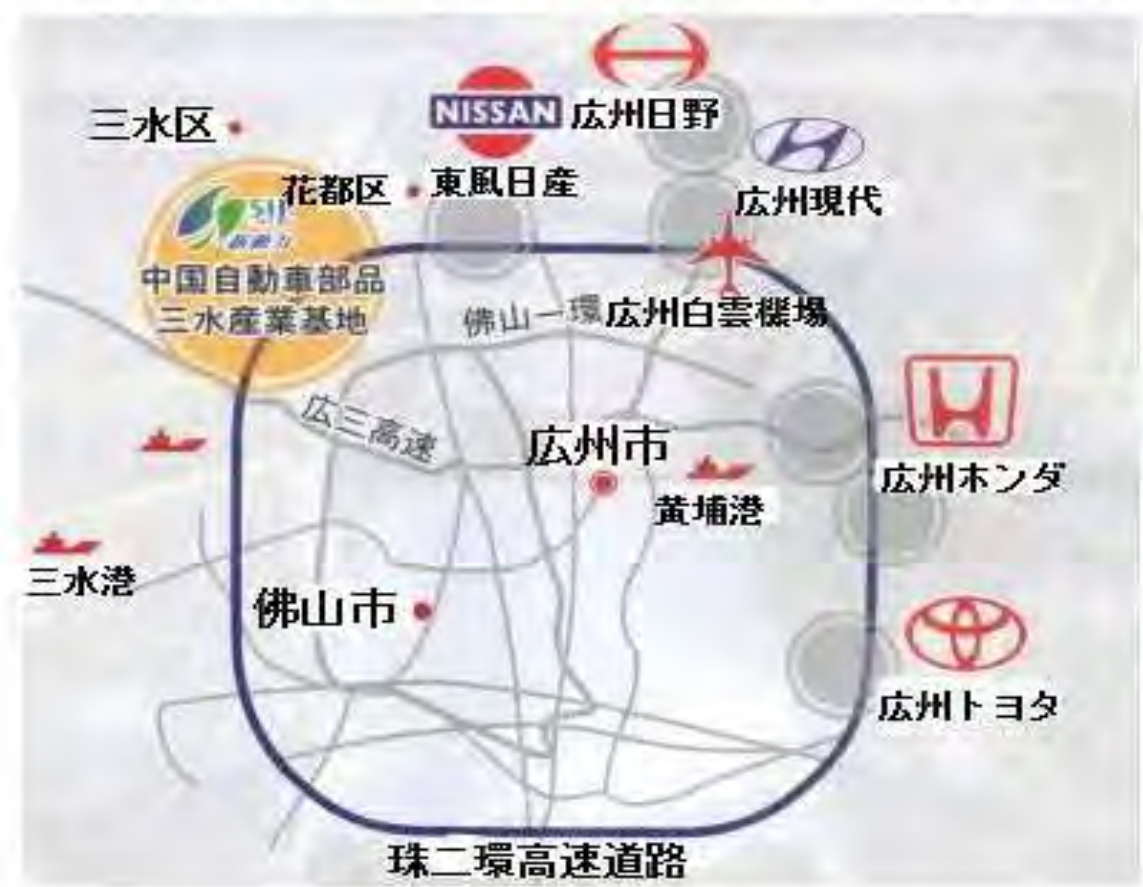 NISSAN
広州日野
三水区
花都区
東風日産
広州現代
中国自動車部品
三水産業基地
佛山一環
広州白雲機場
広三高速
広州市
黄埔港
広州ホンダ
三水港
佛山市
広州トヨタ
珠二環高速道路